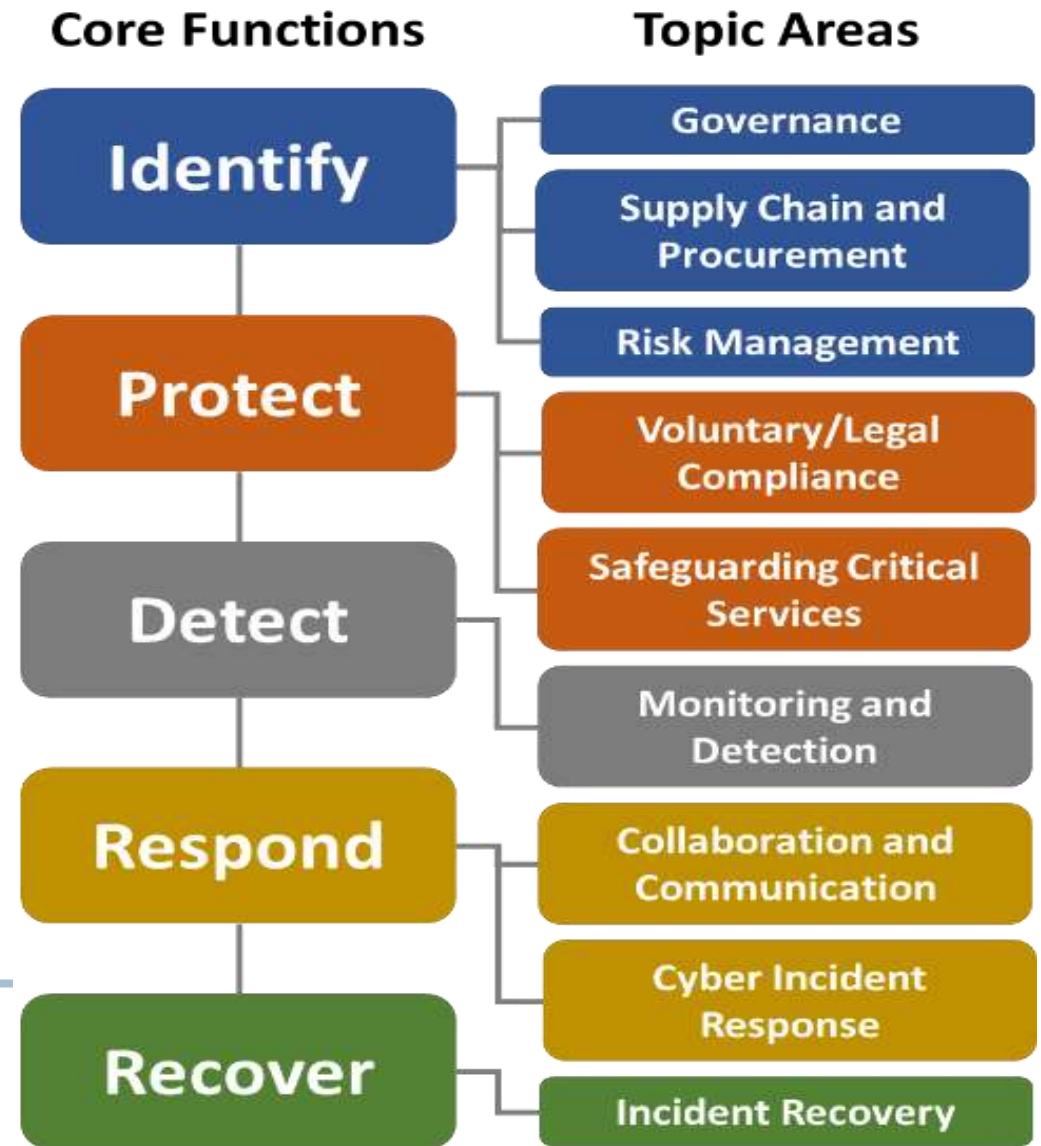 Core Functions
Topic Areas
Identify
Governance
Supply Chain and
Procurement
Risk Management
Protect
Voluntary/Legal
Compliance
Safeguarding Critical
Services
Detect
Monitoring and
Detection
Respond
Collaboration and
Communication
Cyber Incident
Response
Recover
Incident Recovery